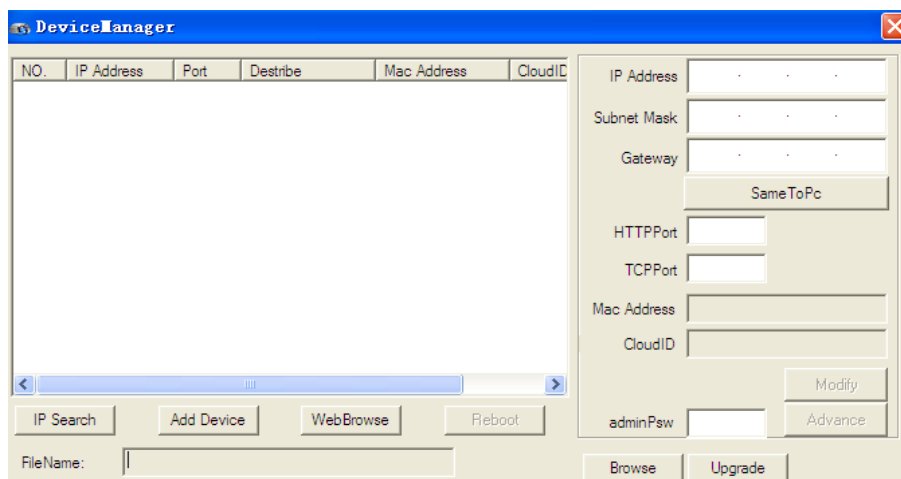 DeviceManager
NO. IP Address Port Destribe Mac Address CloudID
IP Address
Subnet Mask
Gateway
SameToPc
HTTPPort
TCPPort
Mac Address
CloudID
Modify
IP Search Add Device WebBrowse Reboot
adminPsw Advance
FileName:
Browse Upgrade